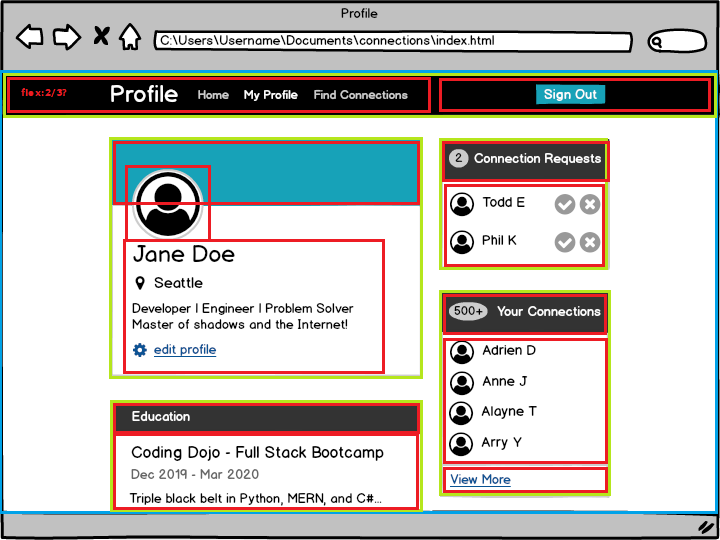 Profile
C:\Users\Username\Documents\connections\index.html
flex:2/3?
Profile Home My Profile Find Connections
Sign Out
Jane Doe
Seattle
Developer | Engineer | Problem Solver
Master of shadows and the Internet!
edit profile
Education
Coding Dojo - Full Stack Bootcamp
Dec 2019 - Mar 2020
Triple black belt in Python, MERN, and C#...
2 Connection Requests
Todd E
Phil K
500+ Your Connections
Adrien D
Anne J
Alayne T
Arry Y
View More